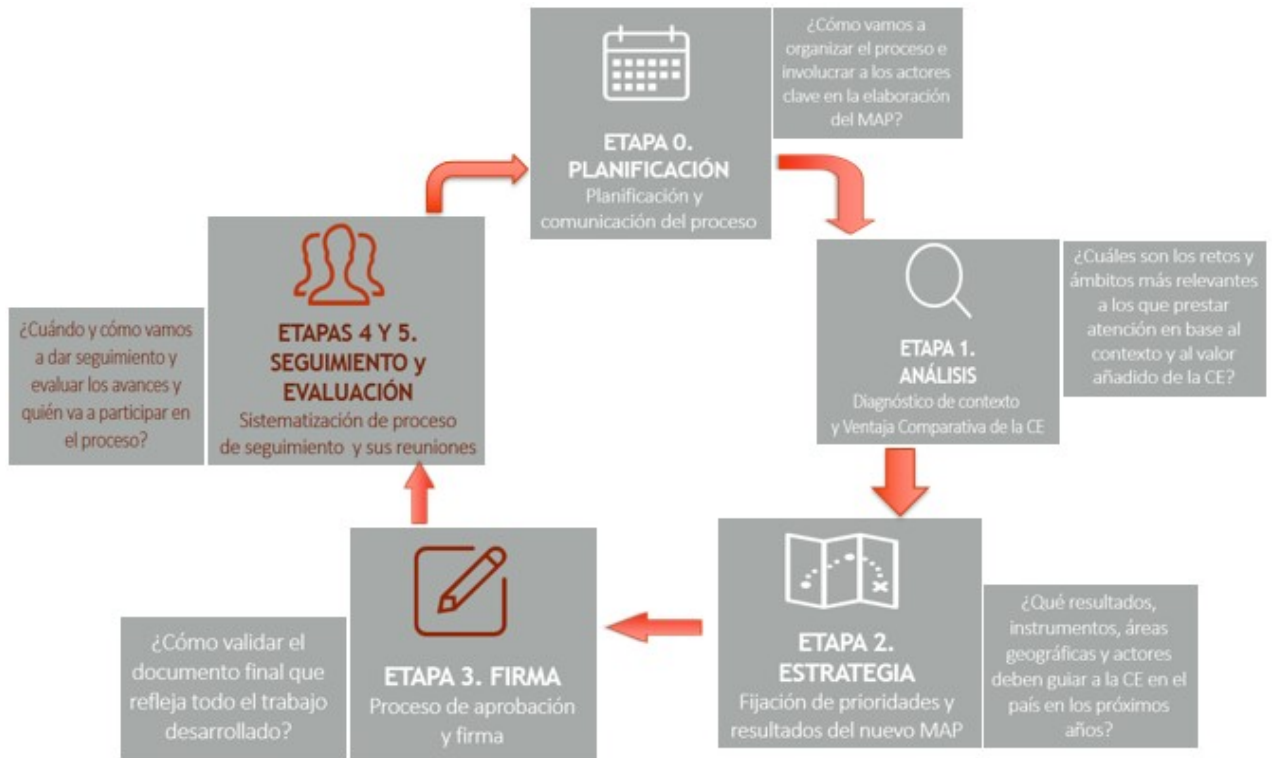 ETAPA 0.
PLANIFICACIÓN
Planificación y
comunicación del proceso
¿Cómo vamos a
organizar el proceso e
involucrar a los actores
clave en la elaboración
del MAP?
ETAPA 1.
ANÁLISIS
Diagnóstico de contexto
y Ventaja Comparativa de la CE
¿Cuáles son los retos y
ámbitos más relevantes
a los que prestar
atención en base al
contexto y al valor
añadido de la CE?
ETAPA 2.
ESTRATEGIA
Fijación de prioridades y
resultados del nuevo MAP
¿Qué resultados,
instrumentos, áreas
geográficas y actores
deben guiar a la CE en el
país en los próximos
años?
ETAPA 3. FIRMA
Proceso de aprobación
y firma
¿Cómo validar el
documento final que
refleja todo el trabajo
desarrollado?
ETAPAS 4 Y 5.
SEGUIMIENTO y
EVALUACIÓN
Sistematización de proceso
de seguimiento y sus reuniones
¿Cuándo y cómo vamos
a dar seguimiento y
evaluar los avances y
quién va a participar en
el proceso?